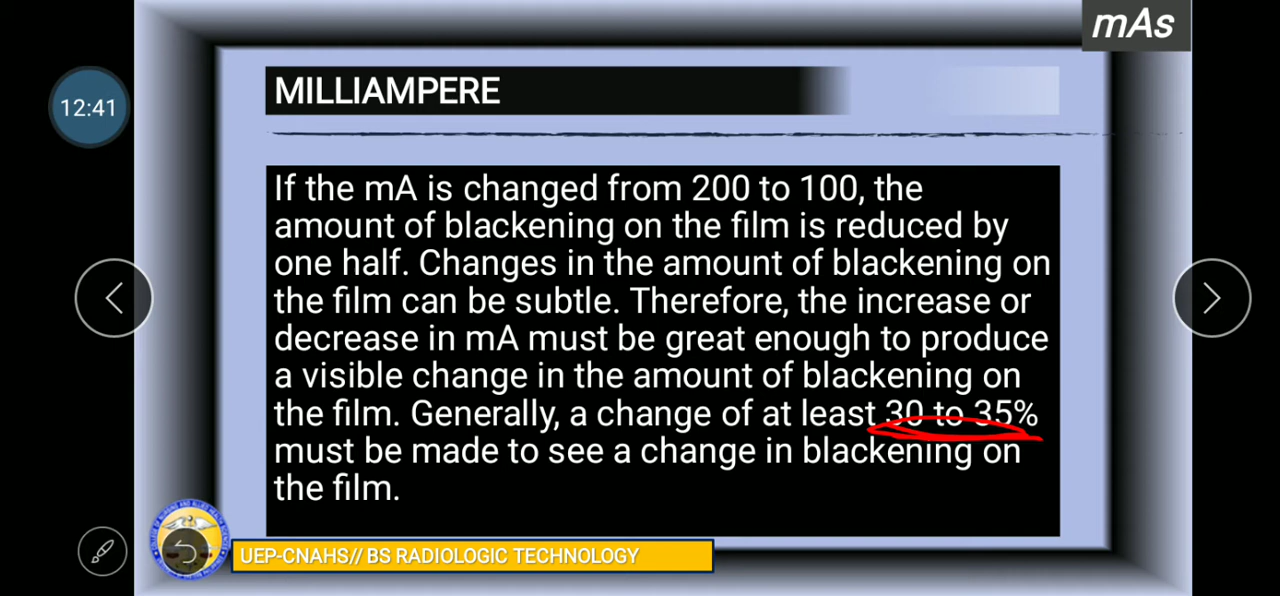 mAs
12:41
MILLIAMPERE
If the mA is changed from 200 to 100, the
amount of blackening on the film is reduced by
one half. Changes in the amount of blackening on
the film can be subtle. Therefore, the increase or
decrease in mA must be great enough to produce
a visible change in the amount of blackening on
the film. Generally, a change of at least 30 to 35%
must be made to see a change in blackening on
the film.
UEP-CNAHS// BS RADIOLOGIC TECHNOLOGY